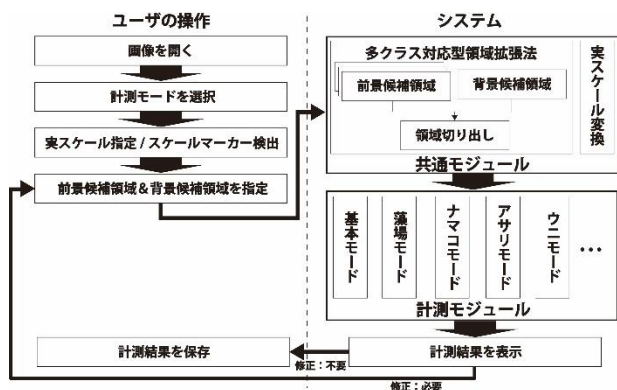 ユーザの操作
画像を開く
計測モードを選択
実スケール指定 / スケールマーカー検出
前景候補領域＆背景候補領域を指定
計測結果を保存
システム
多クラス対応型領域拡張法
前景候補領域
背景候補領域
領域切り出し
実スケール変換
共通モジュール
基本モード
藻場モード
ナマコモード
アサリモード
ウニモード
…
計測モジュール
計測結果を表示
修正：不要
修正：必要